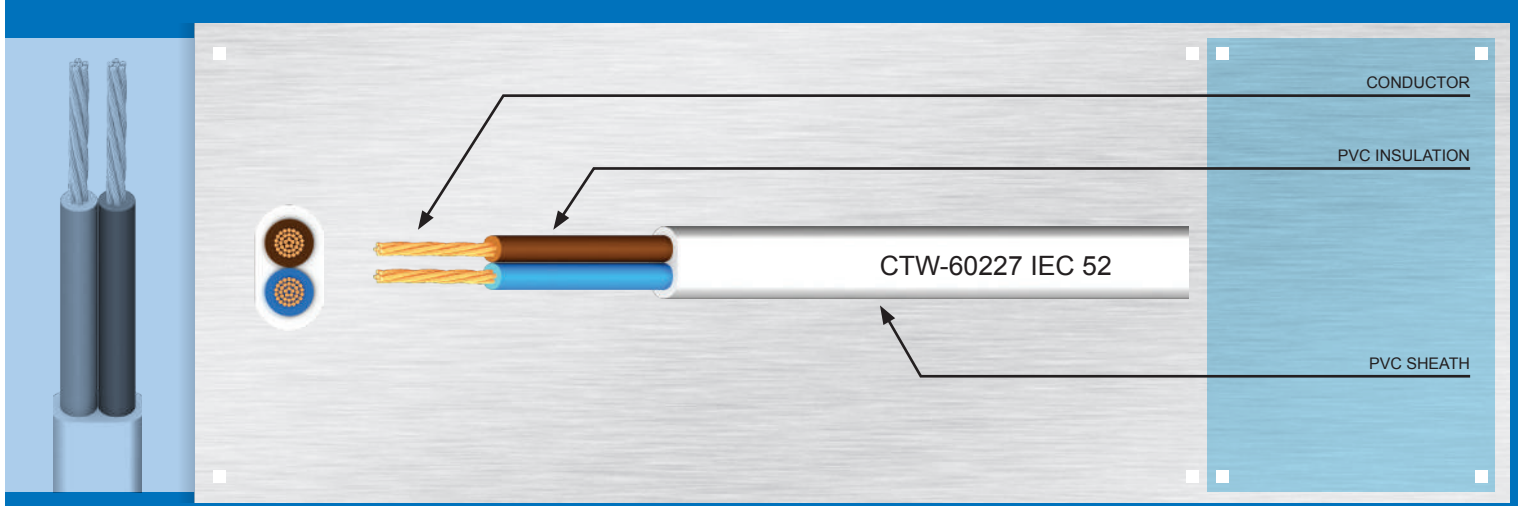 CONDUCTOR
PVC INSULATION
CTW-60227 IEC 52
PVC SHEATH